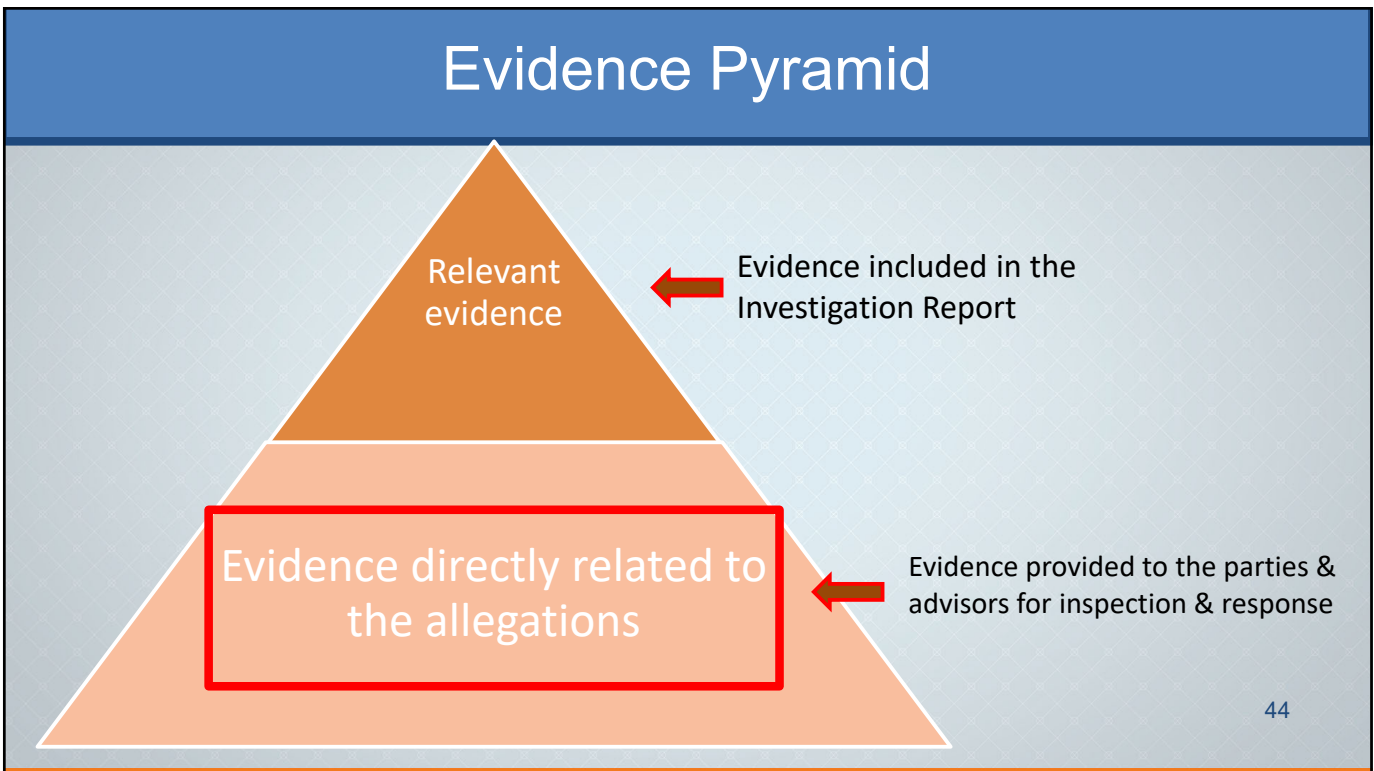 Evidence Pyramid
Relevant
evidence
Evidence included in the
Investigation Report
Evidence directly related to
the allegations
Evidence provided to the parties &
advisors for inspection & response
44